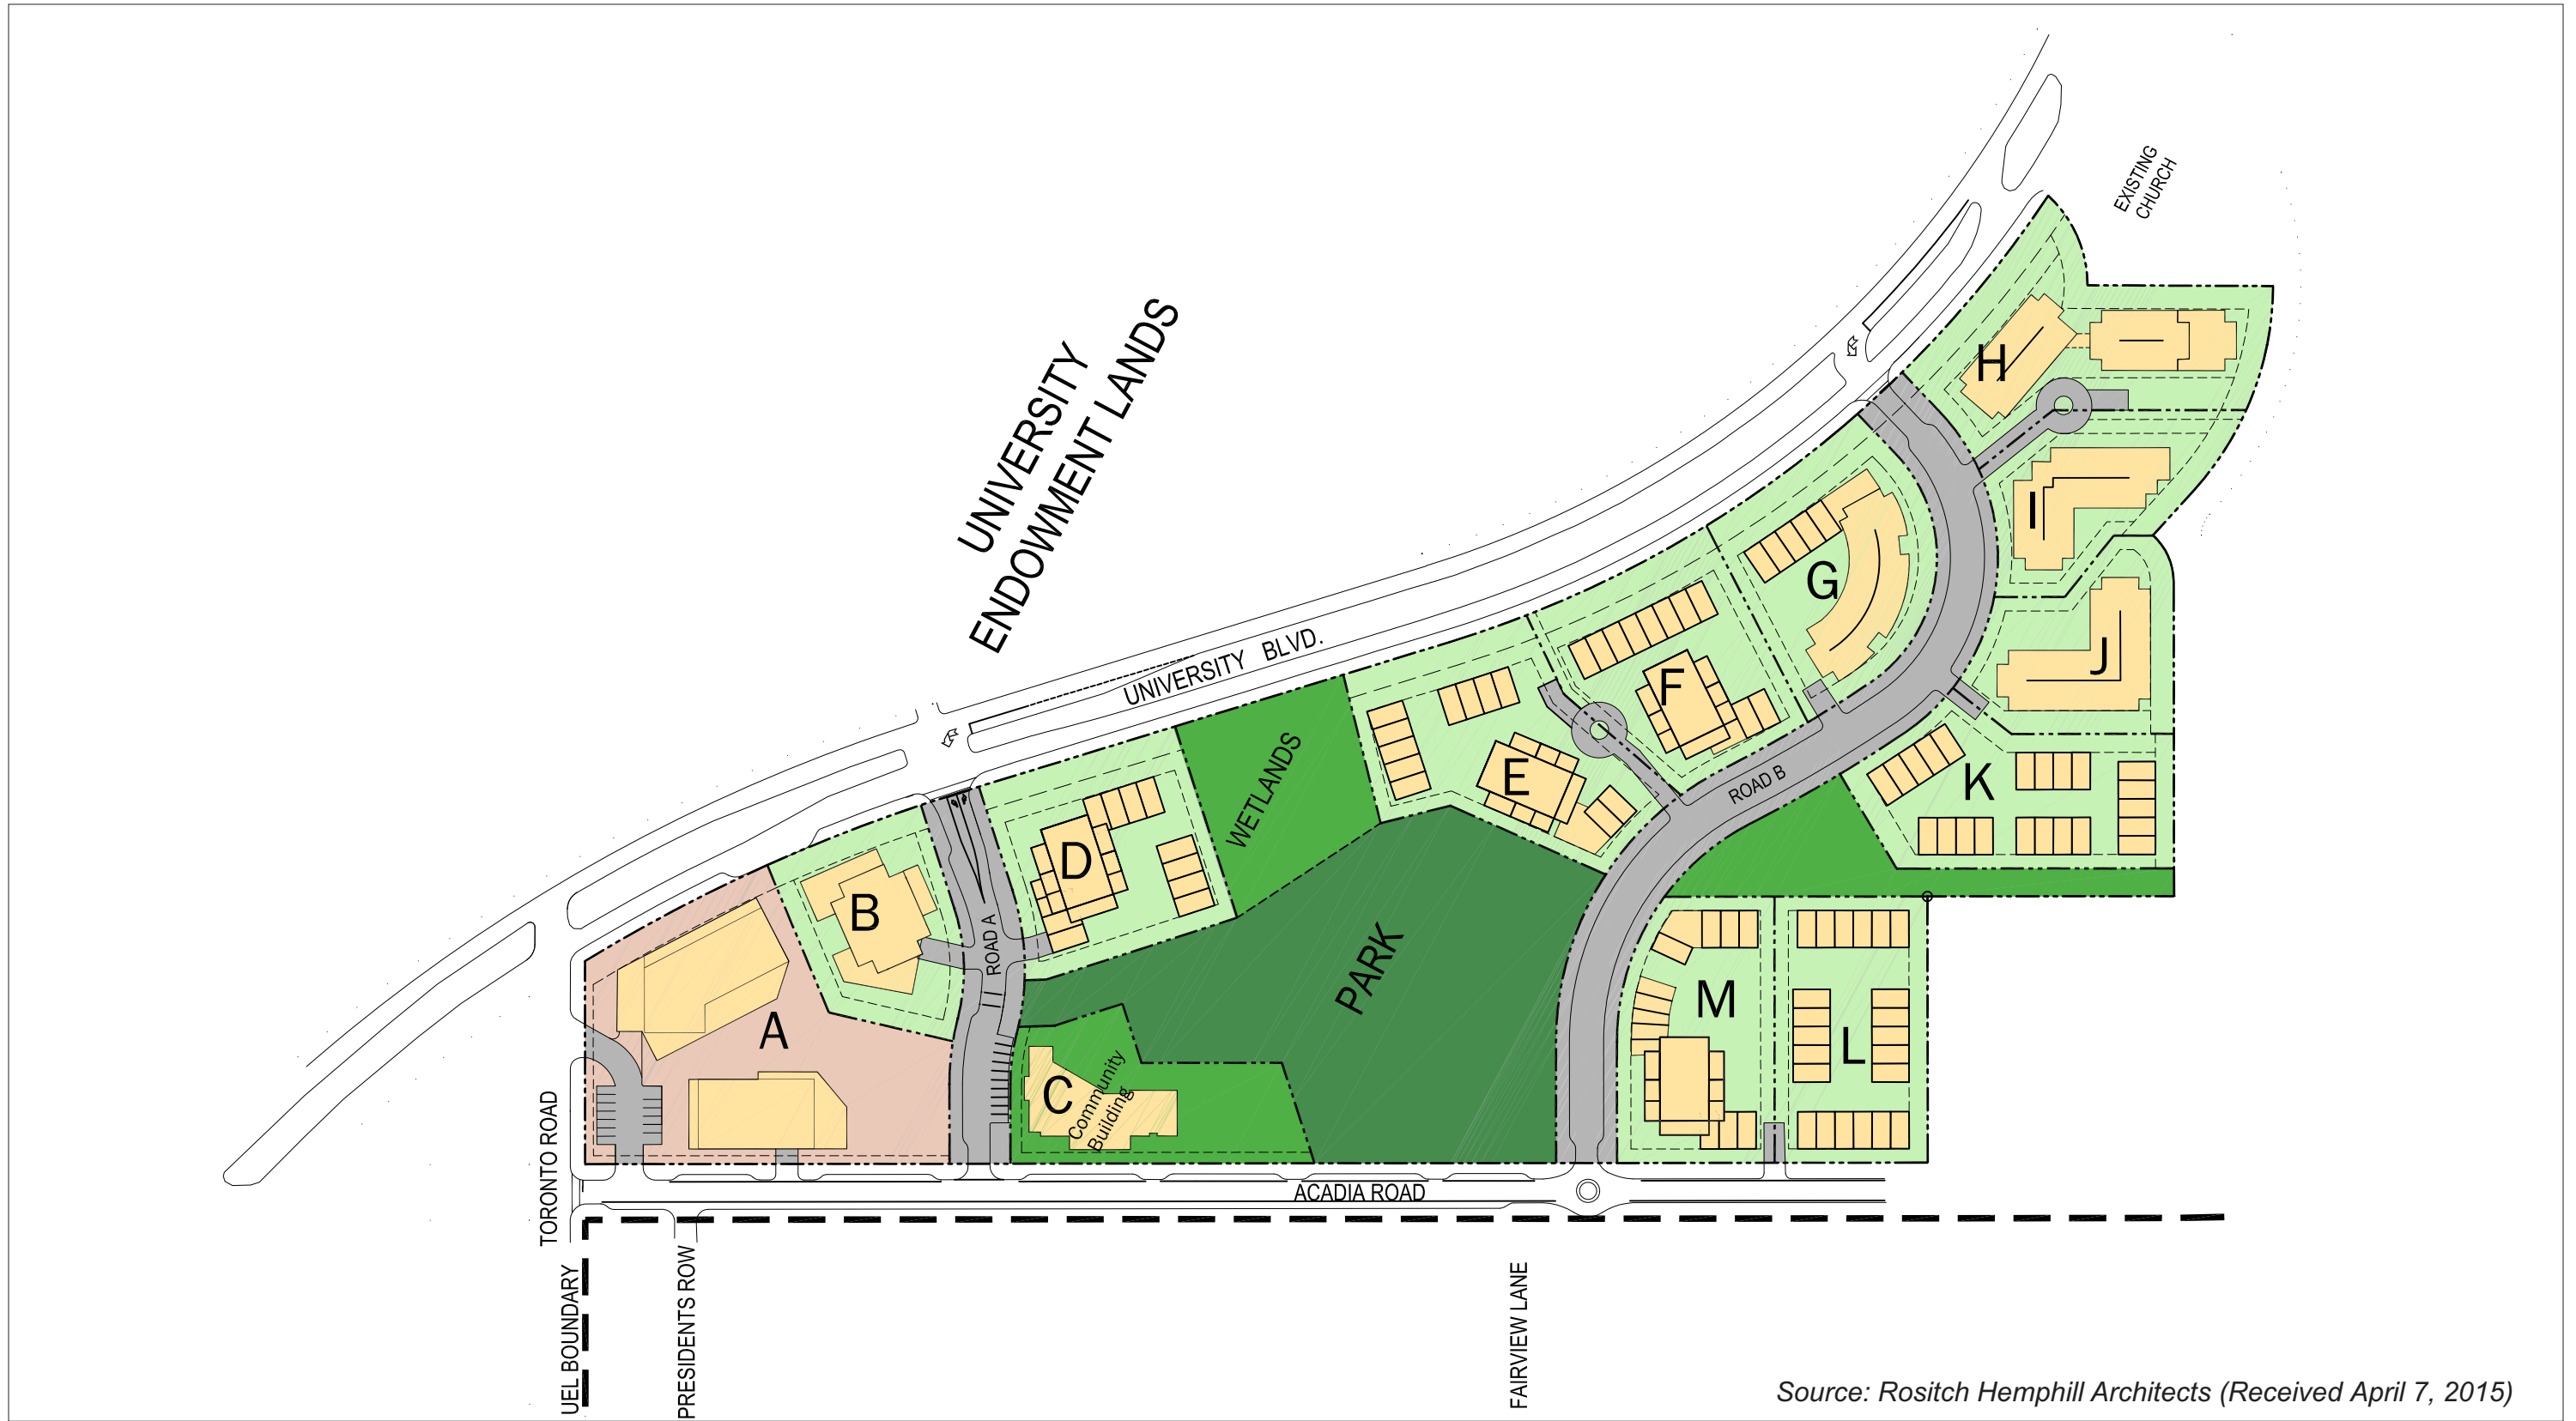 EXISTING
CHURCH
UNIVERSITY
ENDOWMENT LANDS
H
I
G
UNIVERSITY BLVD.
J
F
WETLANDS
E
K
ROAD B
D
B
ROAD A
PARK
A
M
L
C
Community
Building
TORONTO ROAD
ACADIA ROAD
UEL BOUNDARY
PRESIDENTS ROW
FAIRVIEW LANE
Source: Rositch Hemphill Architects (Received April 7, 2015)